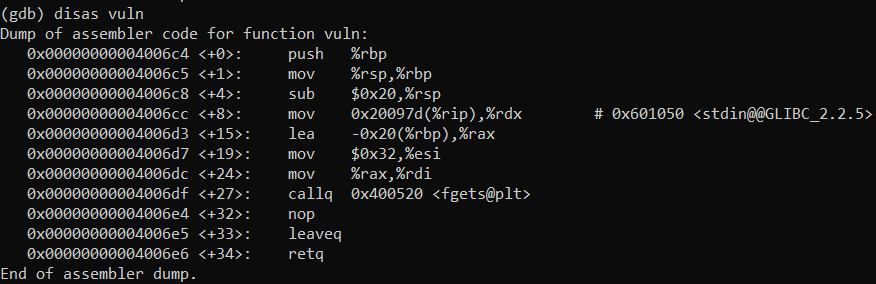 (gdb) disas vuln
Dump of assembler code for function vuln:
   0x00000000004006c4 <+0>:     push   %rbp
   0x00000000004006c5 <+1>:     mov    %rsp,%rbp
   0x00000000004006c8 <+4>:     sub    $0x20,%rsp
   0x00000000004006cc <+8>:     mov    0x20097d(%rip),%rdx        # 0x601050 <stdin@@GLIBC_2.2.5>
   0x00000000004006d3 <+15>:    lea    -0x20(%rbp),%rax
   0x00000000004006d7 <+19>:    mov    $0x32,%esi
   0x00000000004006dc <+24>:    mov    %rax,%rdi
   0x00000000004006df <+27>:    callq  0x400520 <fgets@plt>
   0x00000000004006e4 <+32>:    nop
   0x00000000004006e5 <+33>:    leaveq
   0x00000000004006e6 <+34>:    retq
End of assembler dump.